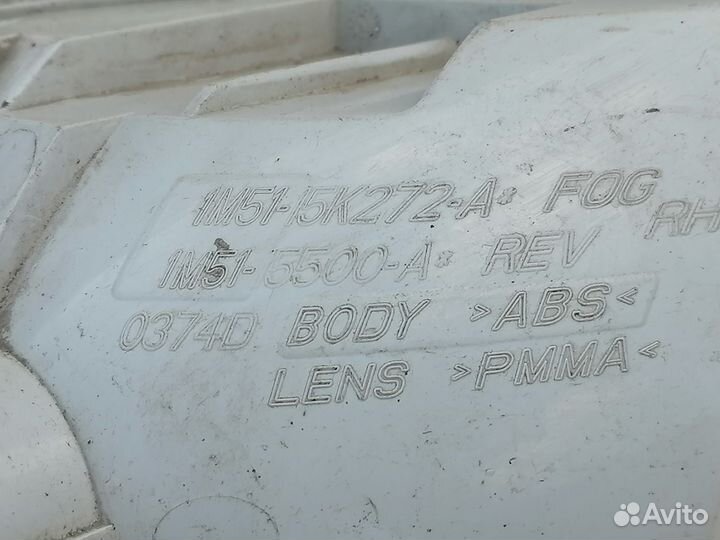 1M51-15K272-A* FOG
RH
1M51-5500-A* REV
0374D BODY >ABS<
LENS >PMMA<
Avito